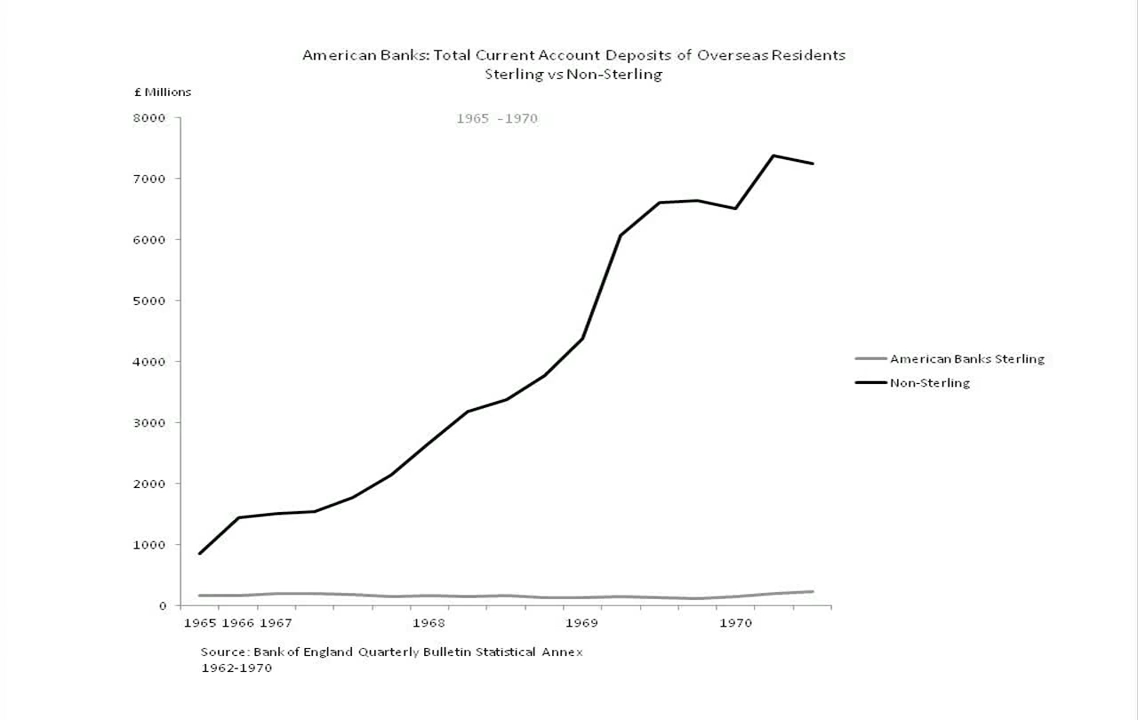 American Banks: Total Current Account Deposits of Overseas Residents
Sterling vs Non-Sterling
£ Millions
1965 -1970
8000
7000
6000
5000
4000
3000
2000
1000
0
1965 1966 1967 1968 1969 1970
American Banks Sterling
Non-Sterling
Source: Bank of England Quarterly Bulletin Statistical Annex
1962-1970